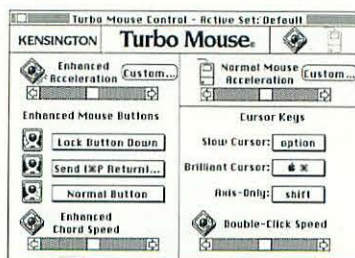 Turbo Mouse Control - Active Set: Default
KENSINGTON Turbo Mouse®
Enhanced Acceleration Custom...
Normal Mouse Acceleration Custom...
Enhanced Mouse Buttons
Lock Button Down
Send (⌘P Return)...
Normal Button
Enhanced Chord Speed
Cursor Keys
Slow Cursor: option
Brilliant Cursor: ⌘
Axis-Only: shift
Double-Click Speed